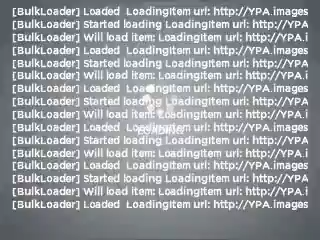 [BulkLoader] Loaded LoadingItem url: http://YPA.images
[BulkLoader] Started loading LoadingItem url: http://YPA
[BulkLoader] Will load item: LoadingItem url: http://YPA.i
[BulkLoader] Loaded LoadingItem url: http://YPA.images
[BulkLoader] Started loading LoadingItem url: http://YPA
[BulkLoader] Will load item: LoadingItem url: http://YPA.i
[BulkLoader] Loaded LoadingItem url: http://YPA.images
[BulkLoader] Started loading LoadingItem url: http://YPA
[BulkLoader] Will load item: LoadingItem url: http://YPA.i
[BulkLoader] Loaded LoadingItem url: http://YPA.images
LOADING
[BulkLoader] Started loading LoadingItem url: http://YPA
[BulkLoader] Will load item: LoadingItem url: http://YPA.i
[BulkLoader] Loaded LoadingItem url: http://YPA.images
[BulkLoader] Started loading LoadingItem url: http://YPA
[BulkLoader] Will load item: LoadingItem url: http://YPA.i
[BulkLoader] Loaded LoadingItem url: http://YPA.images